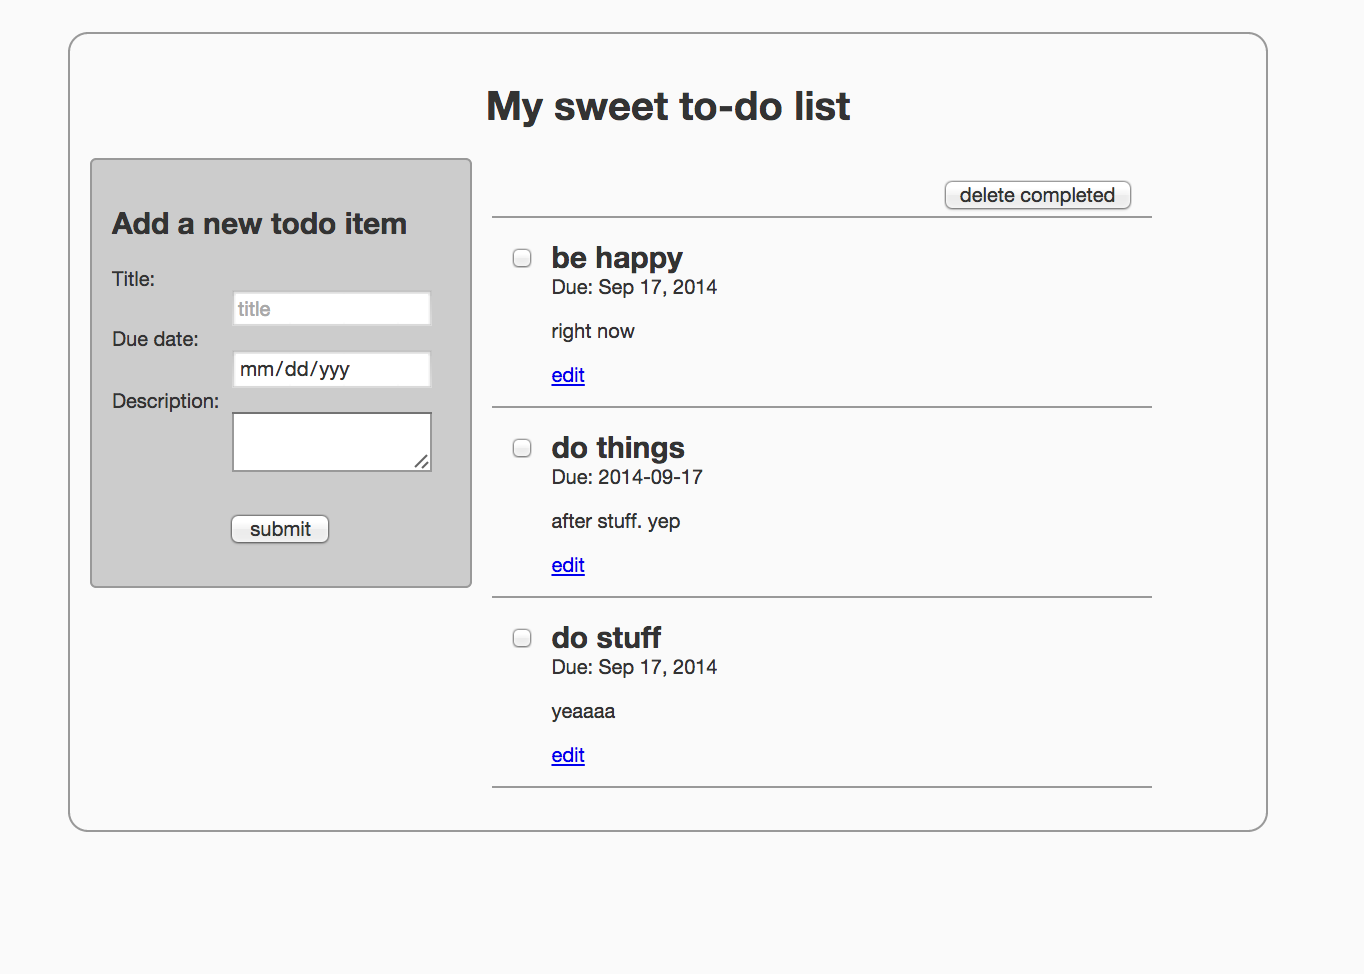 My sweet to-do list
Add a new todo item
Title:
title
Due date:
mm/dd/yyy
Description:
submit
delete completed
be happy
Due: Sep 17, 2014
right now
edit
do things
Due: 2014-09-17
after stuff. yep
edit
do stuff
Due: Sep 17, 2014
yeaaaa
edit